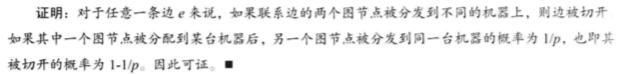 证明：对于任意一条边 e 来说，如果联系边的两个图节点被分发到不同的机器上，则边被切开
如果其中一个图节点被分配到某台机器后，另一个图节点被分发到同一台机器的概率为 1/p，也即其
被切开的概率为 1-1/p。因此可证。■